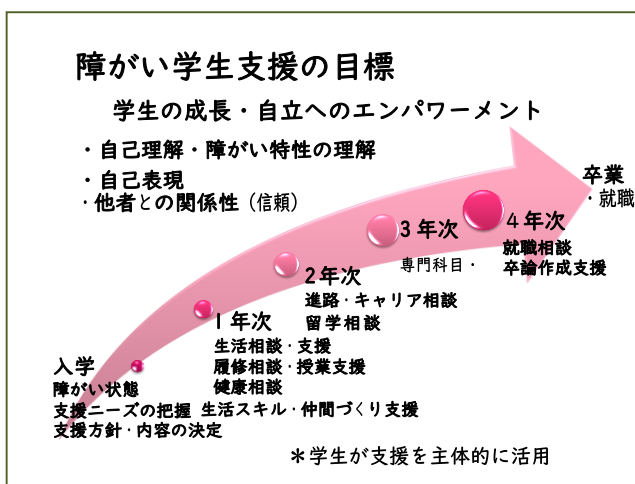 障がい学生支援の目標
学生の成長・自立へのエンパワーメント
・自己理解・障がい特性の理解
・自己表現
・他者との関係性（信頼）
卒業
・就職
4年次
就職相談
卒論作成支援
3年次
専門科目・
2年次
進路・キャリア相談
留学相談
1年次
生活相談・支援
履修相談・授業支援
健康相談
生活スキル・仲間づくり支援
入学
障がい状態
支援ニーズの把握
支援方針・内容の決定
＊学生が支援を主体的に活用